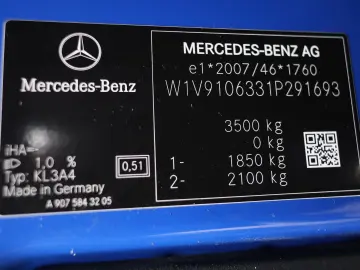 Mercedes-Benz
MERCEDES-BENZ AG
e1*2007/46*1760
W1V9106331P291693
3500 kg
0 kg
1- 1850 kg
2- 2100 kg
iHA=-
1.0 %
0,51
Typ: KL3A4
Made in Germany
A 907 584 32 05